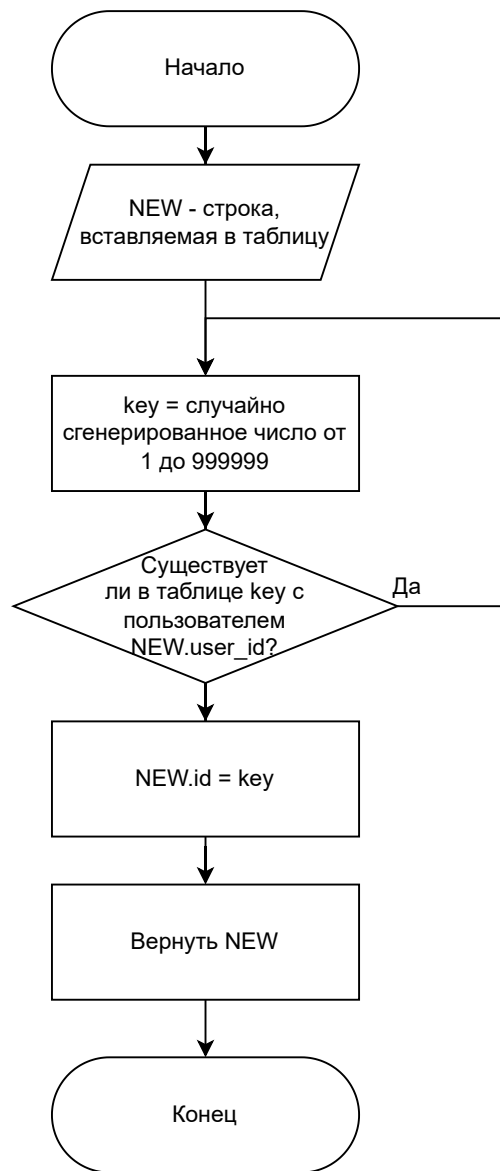 Начало
NEW - строка,
вставляемая в таблицу
key = случайно
сгенерированное число от
1 до 999999
Существует
ли в таблице key с
пользователем
NEW.user_id?
Да
NEW.id = key
Вернуть NEW
Конец